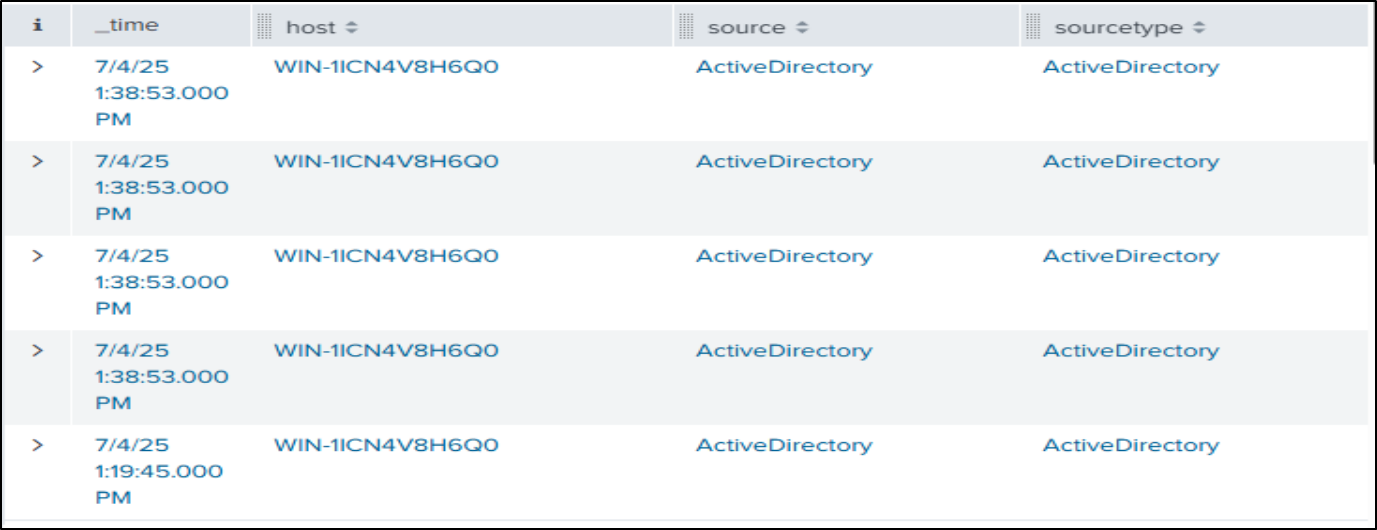 i _time host source sourcetype
> 7/4/25 WIN-1ICN4V8H6Q0 ActiveDirectory ActiveDirectory
1:38:53.000
PM
> 7/4/25 WIN-1ICN4V8H6Q0 ActiveDirectory ActiveDirectory
1:38:53.000
PM
> 7/4/25 WIN-1ICN4V8H6Q0 ActiveDirectory ActiveDirectory
1:38:53.000
PM
> 7/4/25 WIN-1ICN4V8H6Q0 ActiveDirectory ActiveDirectory
1:38:53.000
PM
> 7/4/25 WIN-1ICN4V8H6Q0 ActiveDirectory ActiveDirectory
1:19:45.000
PM